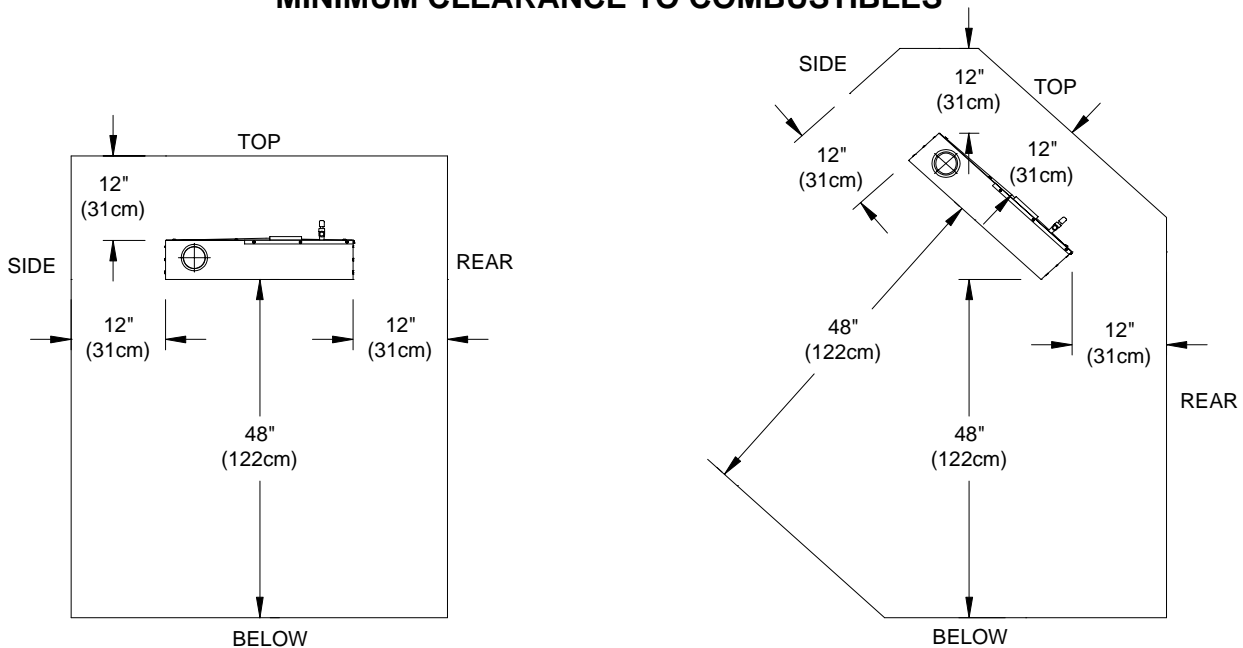 MINIMUM CLEARANCE TO COMBUSTIBLES
TOP
12"
(31cm)
SIDE
REAR
12"
(31cm)
12"
(31cm)
48"
(122cm)
BELOW
SIDE
12"
(31cm)
TOP
12"
(31cm)
12"
(31cm)
48"
(122cm)
12"
(31cm)
REAR
48"
(122cm)
BELOW